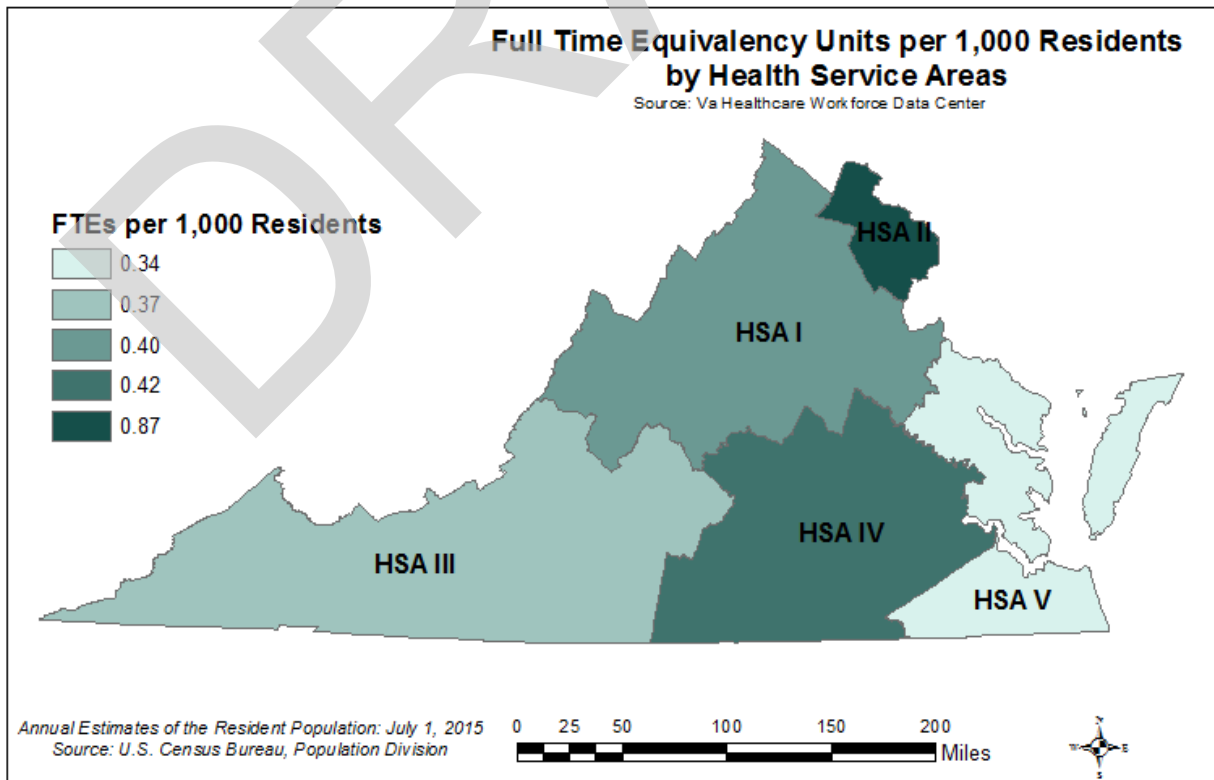 Full Time Equivalency Units per 1,000 Residents
by Health Service Areas
Source: Va Healthcare Workforce Data Center
FTEs per 1,000 Residents
0.34
0.37
0.40
0.42
0.87
HSA II
HSA I
HSA IV
HSA III
HSA V
Annual Estimates of the Resident Population: July 1, 2015
Source: U.S. Census Bureau, Population Division
0 25 50 100 150 200
Miles
N
W E
S
DRA